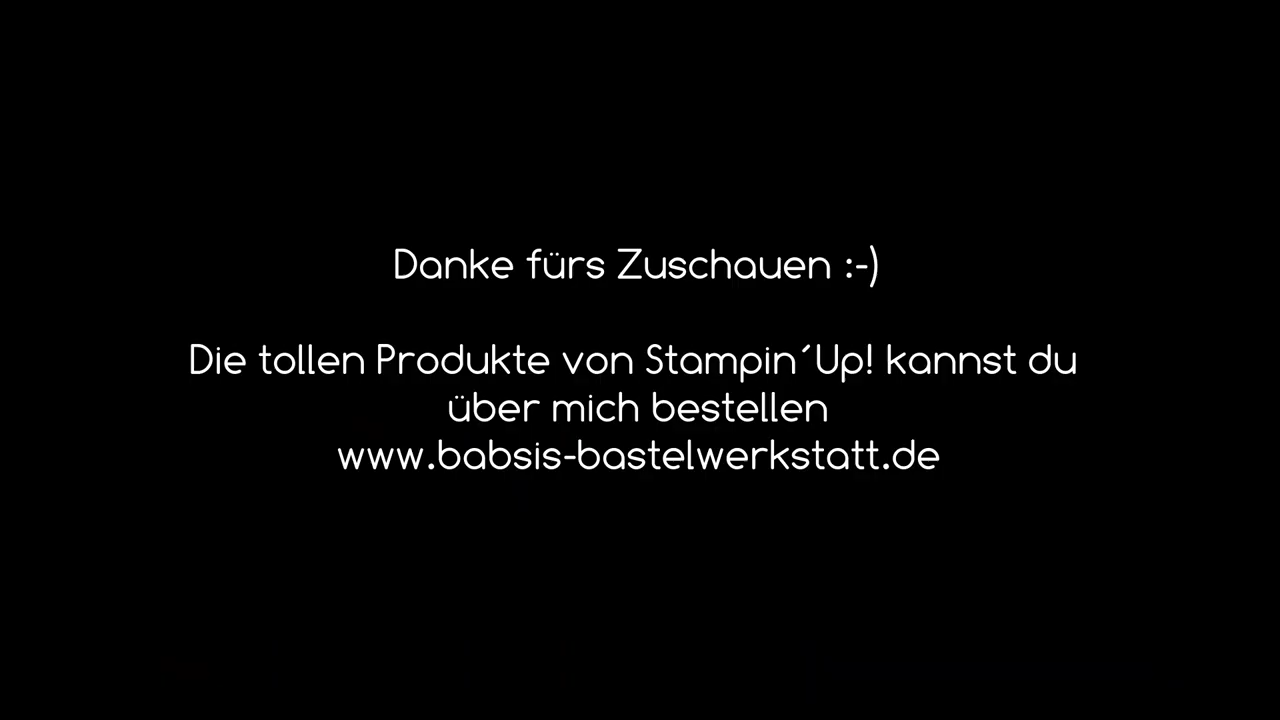 Danke fürs Zuschauen :-)
Die tollen Produkte von Stampin´Up! kannst du
über mich bestellen
www.babsis-bastelwerkstatt.de